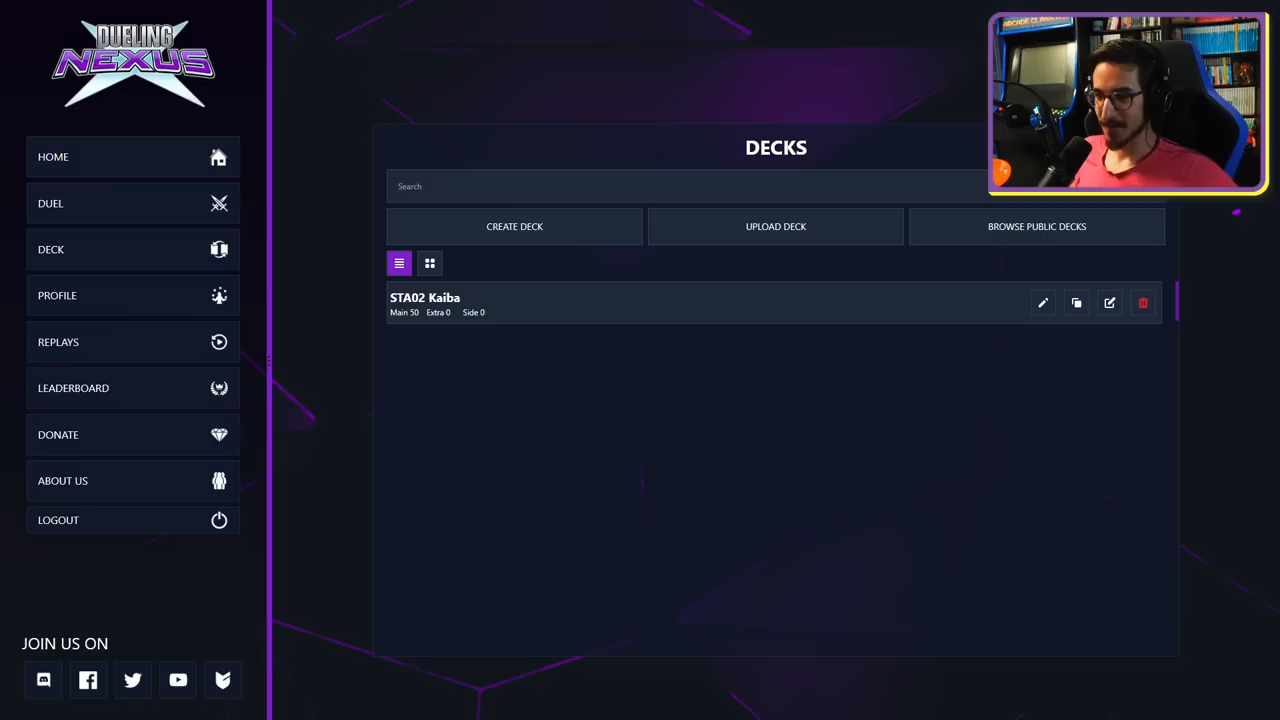 DUELING
NEXUS
HOME
DUEL
DECK
PROFILE
REPLAYS
LEADERBOARD
DONATE
ABOUT US
LOGOUT
JOIN US ON
DECKS
Search
CREATE DECK
UPLOAD DECK
BROWSE PUBLIC DECKS
STA02 Kaiba
Main 50 Extra 0 Side 0
ARCADE CLASSICS